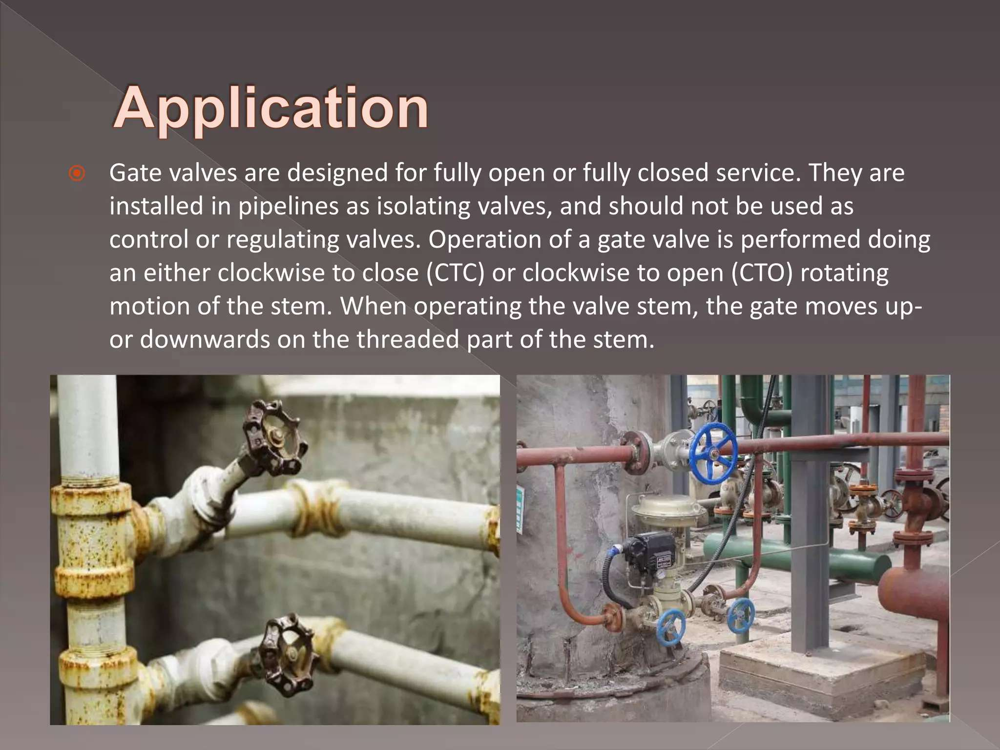 Application
Gate valves are designed for fully open or fully closed service. They are
installed in pipelines as isolating valves, and should not be used as
control or regulating valves. Operation of a gate valve is performed doing
an either clockwise to close (CTC) or clockwise to open (CTO) rotating
motion of the stem. When operating the valve stem, the gate moves up-
or downwards on the threaded part of the stem.